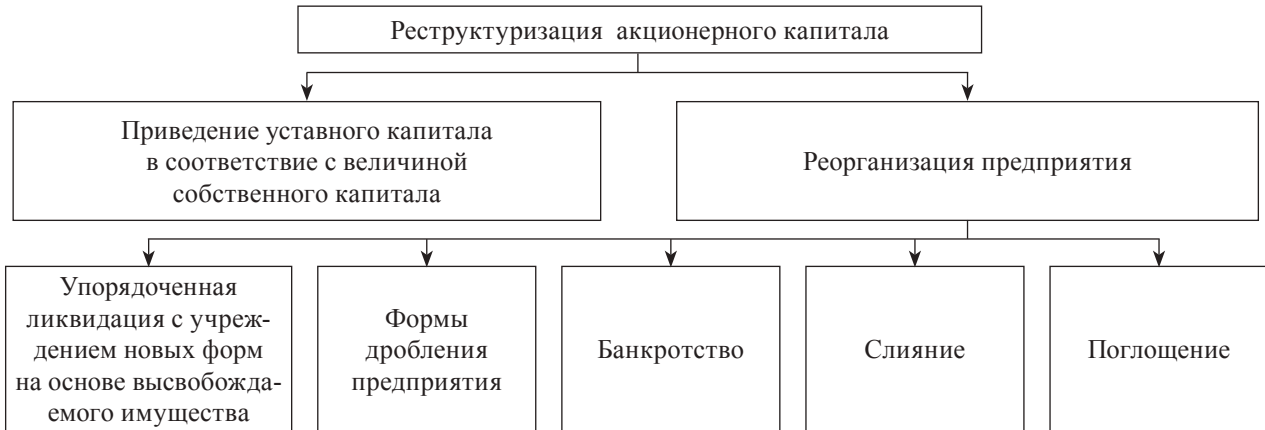 Реструктуризация акционерного капитала
Приведение уставного капитала
в соответствие с величиной
собственного капитала
Реорганизация предприятия
Упорядоченная
ликвидация с учреж-
дением новых форм
на основе высвобожда-
емого имущества
Формы
дробления
предприятия
Банкротство
Слияние
Поглощение